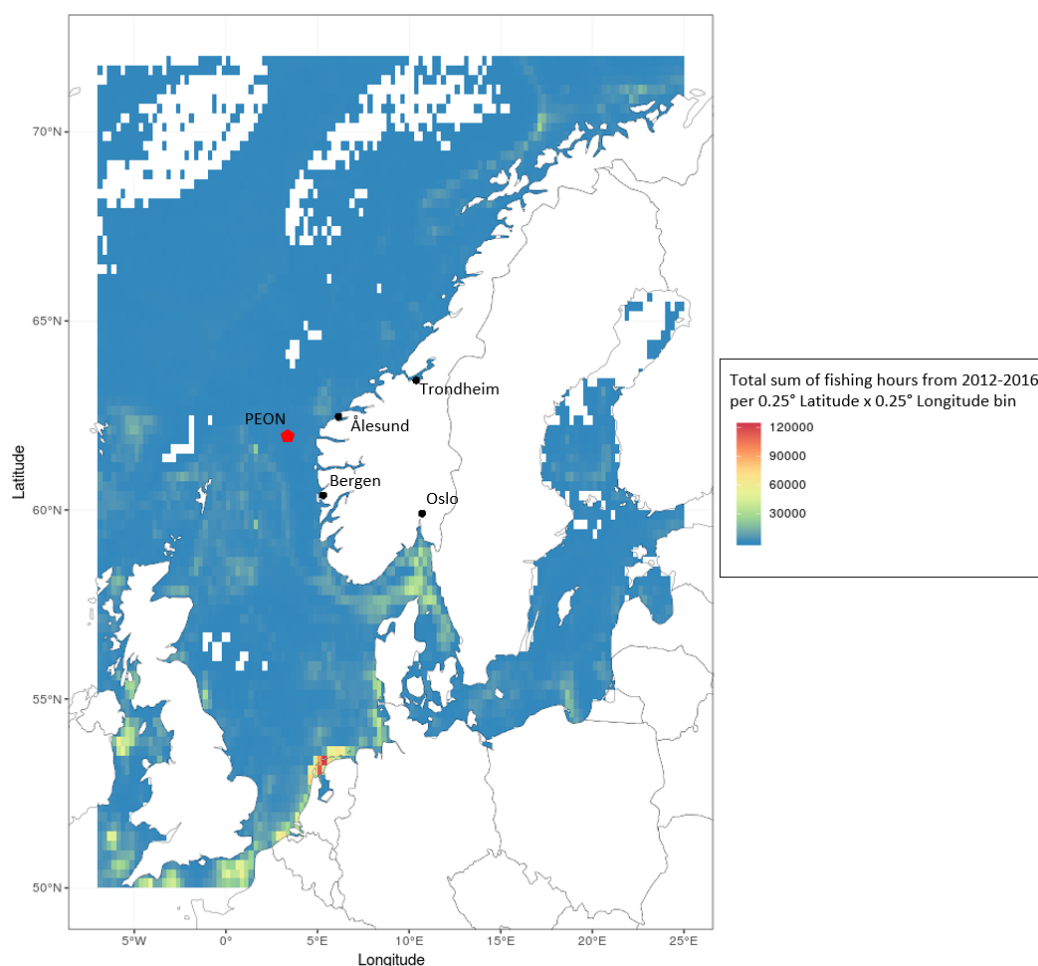 70°N
65°N
60°N
55°N
50°N
Latitude
5°W
0°
5°E
10°E
15°E
20°E
25°E
Longitude
Trondheim
PEON
Ålesund
Bergen
Oslo
Total sum of fishing hours from 2012-2016
per 0.25° Latitude x 0.25° Longitude bin
120000
90000
60000
30000